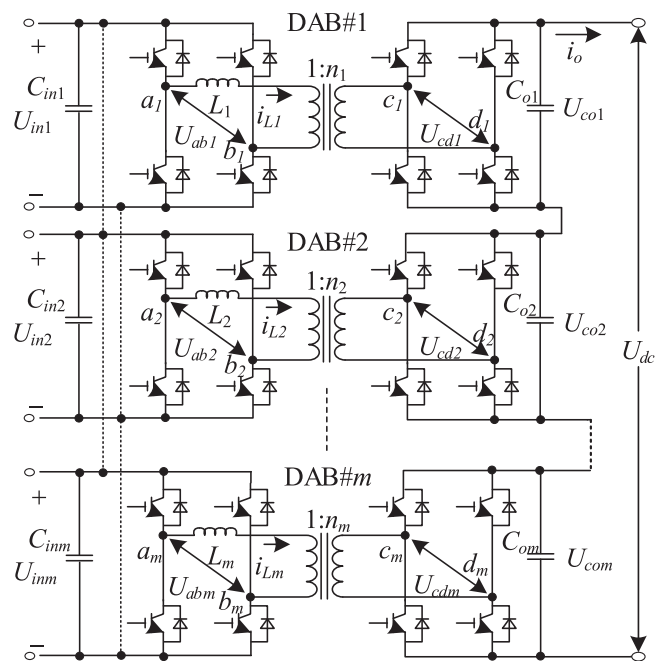 DAB#1
+
C_in1
U_in1
−
a_1
L_1
i_L1
U_ab1
b_1
1:n_1
c_1
d_1
U_cd1
C_o1
U_co1
i_o
DAB#2
+
C_in2
U_in2
−
a_2
L_2
i_L2
U_ab2
b_2
1:n_2
c_2
d_2
U_cd2
C_o2
U_co2
U_dc
DAB#m
+
C_inm
U_inm
−
a_m
L_m
i_Lm
U_abm
b_m
1:n_m
c_m
d_m
U_cdm
C_om
U_com